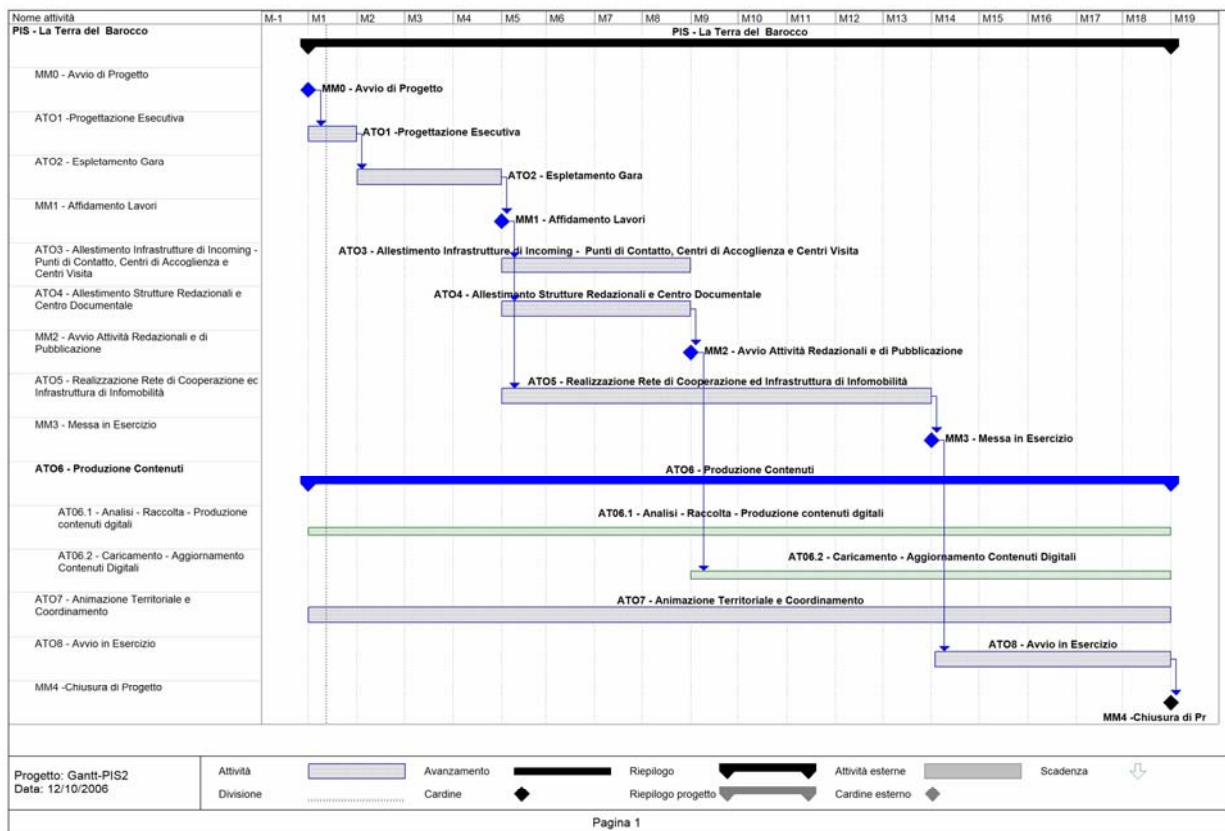 Nome attività M-1 M1 M2 M3 M4 M5 M6 M7 M8 M9 M10 M11 M12 M13 M14 M15 M16 M17 M18 M19
PIS - La Terra del Barocco
PIS - La Terra del Barocco
MM0 - Avvio di Progetto
MM0 - Avvio di Progetto
ATO1 -Progettazione Esecutiva
ATO1 -Progettazione Esecutiva
ATO2 - Espletamento Gara
ATO2 - Espletamento Gara
MM1 - Affidamento Lavori
MM1 - Affidamento Lavori
ATO3 - Allestimento Infrastrutture di Incoming -
Punti di Contatto, Centri di Accoglienza e
Centri Visita
ATO3 - Allestimento Infrastrutture di Incoming - Punti di Contatto, Centri di Accoglienza e Centri Visita
ATO4 - Allestimento Strutture Redazionali e
Centro Documentale
ATO4 - Allestimento Strutture Redazionali e Centro Documentale
MM2 - Avvio Attività Redazionali e di
Pubblicazione
MM2 - Avvio Attività Redazionali e di Pubblicazione
ATO5 - Realizzazione Rete di Cooperazione ec
Infrastruttura di Infomobilità
ATO5 - Realizzazione Rete di Cooperazione ed Infrastruttura di Infomobilità
MM3 - Messa in Esercizio
MM3 - Messa in Esercizio
ATO6 - Produzione Contenuti
ATO6 - Produzione Contenuti
AT06.1 - Analisi - Raccolta - Produzione
contenuti dgitali
AT06.1 - Analisi - Raccolta - Produzione contenuti dgitali
AT06.2 - Caricamento - Aggiornamento
Contenuti Digitali
AT06.2 - Caricamento - Aggiornamento Contenuti Digitali
ATO7 - Animazione Territoriale e
Coordinamento
ATO7 - Animazione Territoriale e Coordinamento
ATO8 - Avvio in Esercizio
ATO8 - Avvio in Esercizio
MM4 -Chiusura di Progetto
MM4 -Chiusura di Pr
Progetto: Gantt-PIS2
Data: 12/10/2006
Attività Avanzamento Riepilogo Attività esterne Scadenza
Divisione Cardine Riepilogo progetto Cardine esterno
Pagina 1